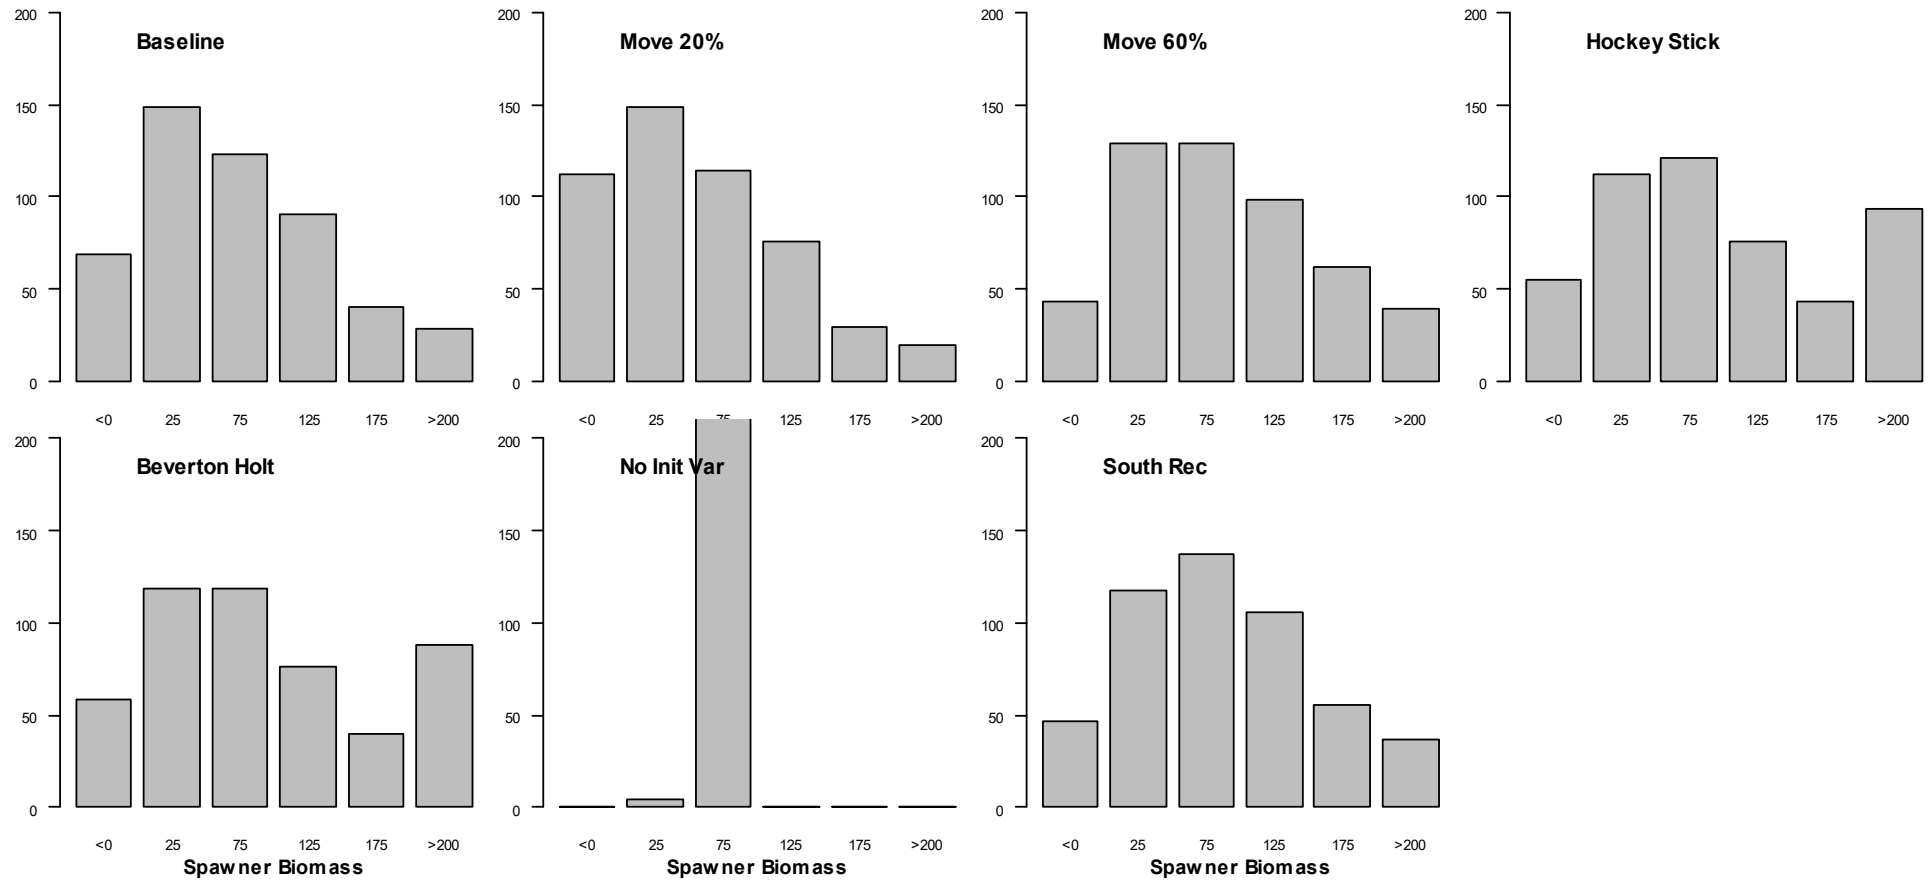 Baseline
200
150
100
50
0
<0 25 75 125 175 >200
Move 20%
200
150
100
50
0
<0 25 75 125 175 >200
Move 60%
200
150
100
50
0
<0 25 75 125 175 >200
Hockey Stick
200
150
100
50
0
<0 25 75 125 175 >200
Beverton Holt
200
150
100
50
0
<0 25 75 125 175 >200
Spawner Biomass
No Init Var
200
150
100
50
0
<0 25 75 125 175 >200
Spawner Biomass
South Rec
200
150
100
50
0
<0 25 75 125 175 >200
Spawner Biomass